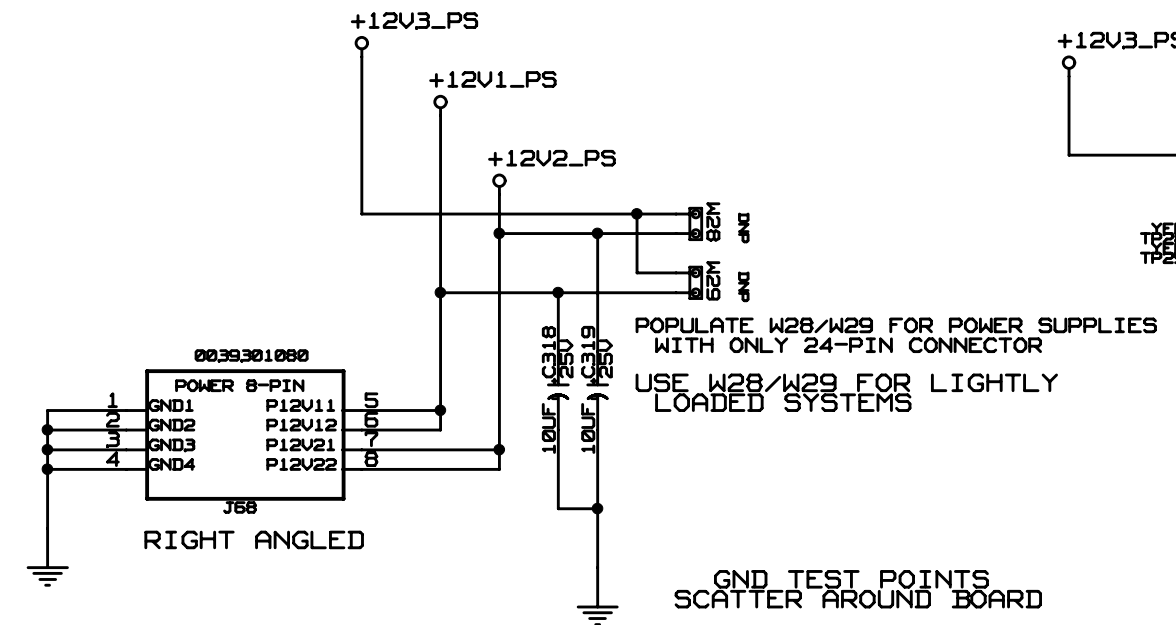 +12V3_PS
+12V1_PS
+12V2_PS
+12V3_PS
W28
DNP
W29
DNP
POPULATE W28/W29 FOR POWER SUPPLIES
WITH ONLY 24-PIN CONNECTOR
USE W28/W29 FOR LIGHTLY
LOADED SYSTEMS
C318
25V
10UF
C319
25V
10UF
0039301080
POWER 8-PIN
1 GND1 P12V11 5
2 GND2 P12V12 6
3 GND3 P12V21 7
4 GND4 P12V22 8
J68
RIGHT ANGLED
GND TEST POINTS
SCATTER AROUND BOARD